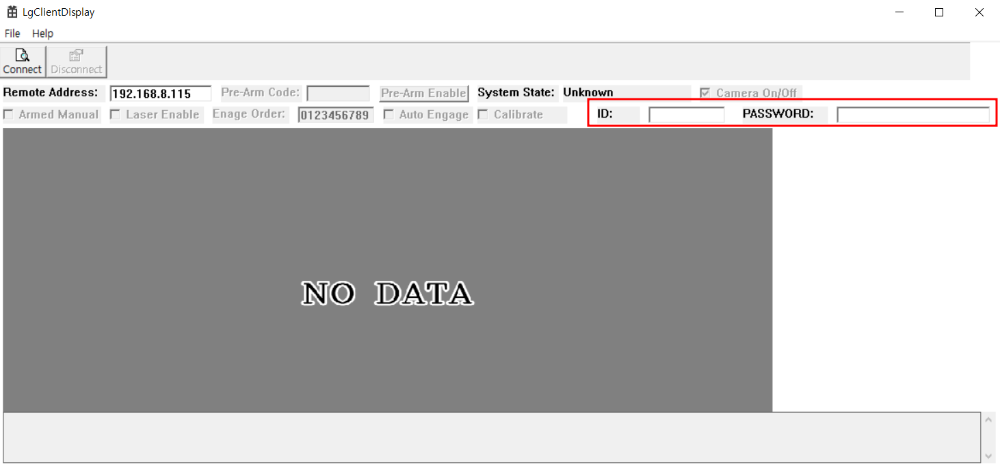 LgClientDisplay
File Help
Connect Disconnect
Remote Address: 192.168.8.115 Pre-Arm Code: Pre-Arm Enable System State: Unknown Camera On/Off
Armed Manual Laser Enable Enage Order: 0123456789 Auto Engage Calibrate ID: PASSWORD:
NO DATA